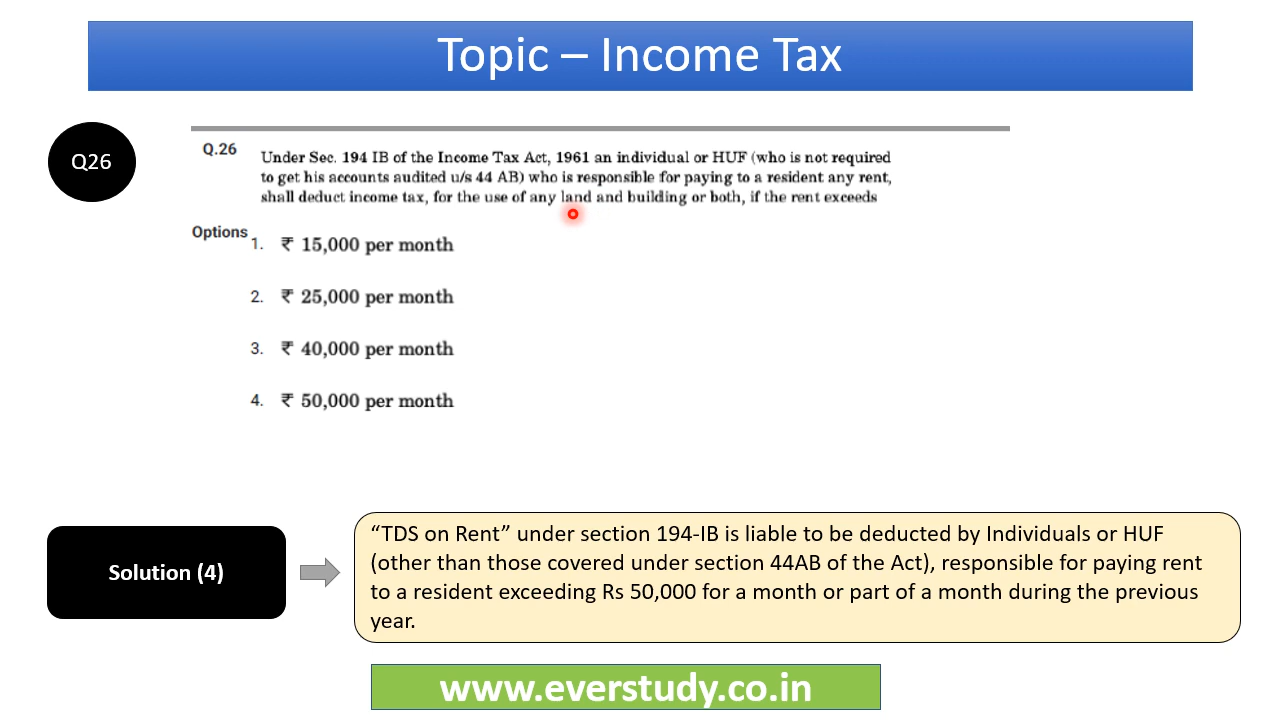 Topic – Income Tax
Q26
Q.26
Under Sec. 194 IB of the Income Tax Act, 1961 an individual or HUF (who is not required
to get his accounts audited u/s 44 AB) who is responsible for paying to a resident any rent,
shall deduct income tax, for the use of any land and building or both, if the rent exceeds
Options
1. ₹ 15,000 per month
2. ₹ 25,000 per month
3. ₹ 40,000 per month
4. ₹ 50,000 per month
Solution (4)
“TDS on Rent” under section 194-IB is liable to be deducted by Individuals or HUF
(other than those covered under section 44AB of the Act), responsible for paying rent
to a resident exceeding Rs 50,000 for a month or part of a month during the previous
year.
www.everstudy.co.in